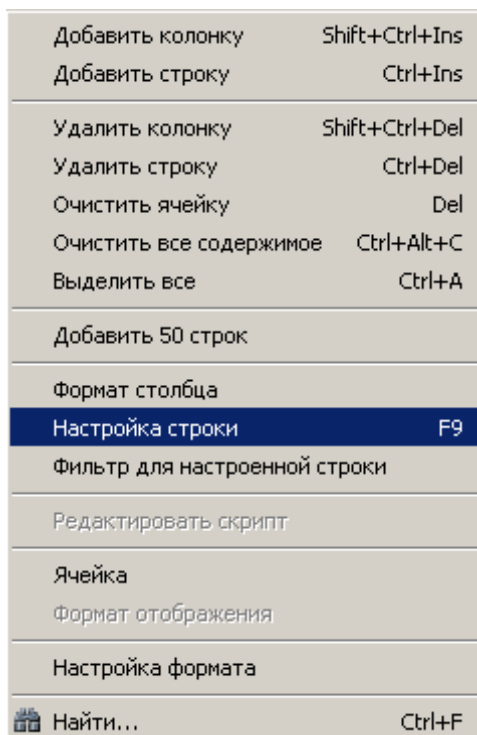 Добавить колонку Shift+Ctrl+Ins
Добавить строку Ctrl+Ins
Удалить колонку Shift+Ctrl+Del
Удалить строку Ctrl+Del
Очистить ячейку Del
Очистить все содержимое Ctrl+Alt+C
Выделить все Ctrl+A
Добавить 50 строк
Формат столбца
Настройка строки F9
Фильтр для настроенной строки
Редактировать скрипт
Ячейка
Формат отображения
Настройка формата
Найти... Ctrl+F